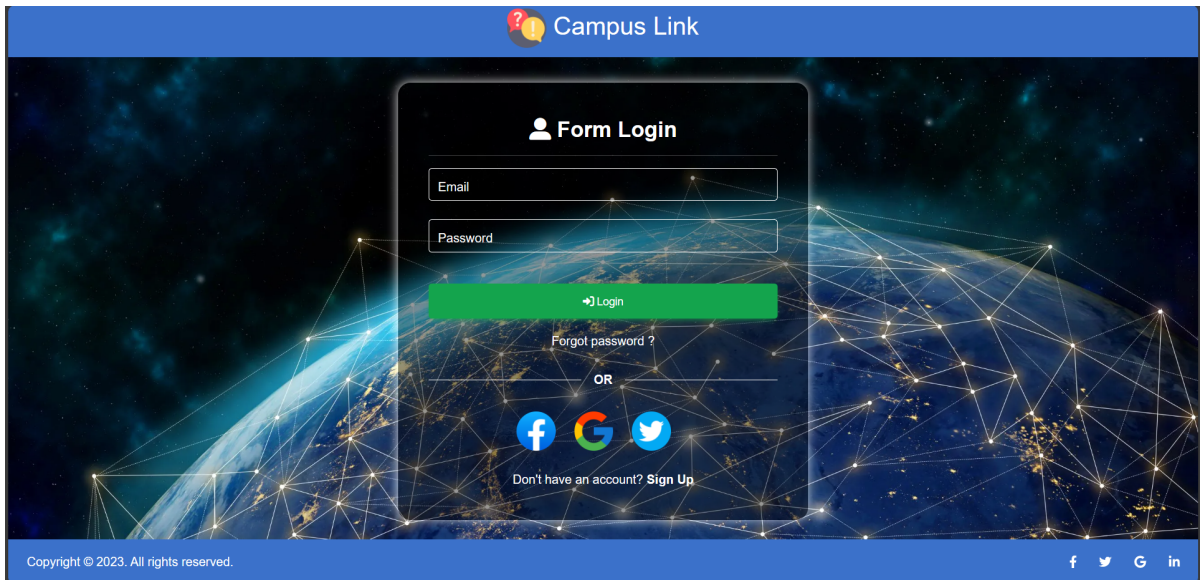 Campus Link
Form Login
Email
Password
Login
Forgot password ?
OR
Don't have an account? Sign Up
Copyright © 2023. All rights reserved.